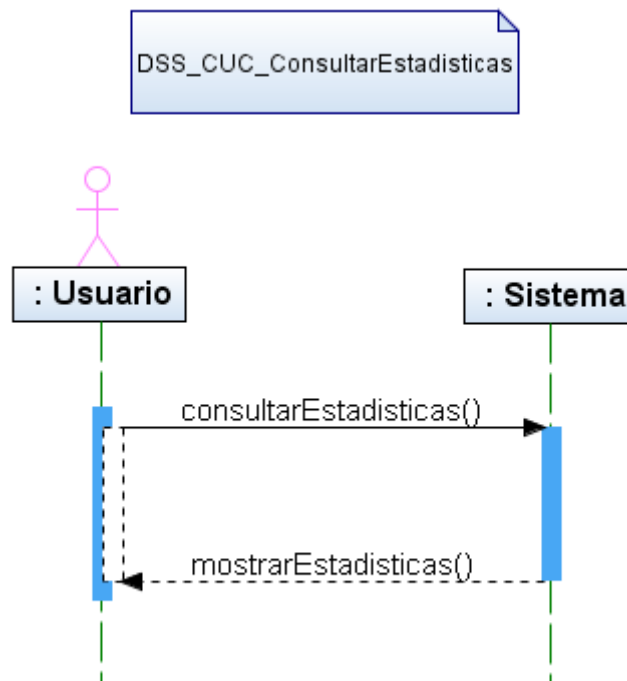 DSS_CUC_ConsultarEstadisticas
: Usuario
: Sistema
consultarEstadisticas()
mostrarEstadisticas()